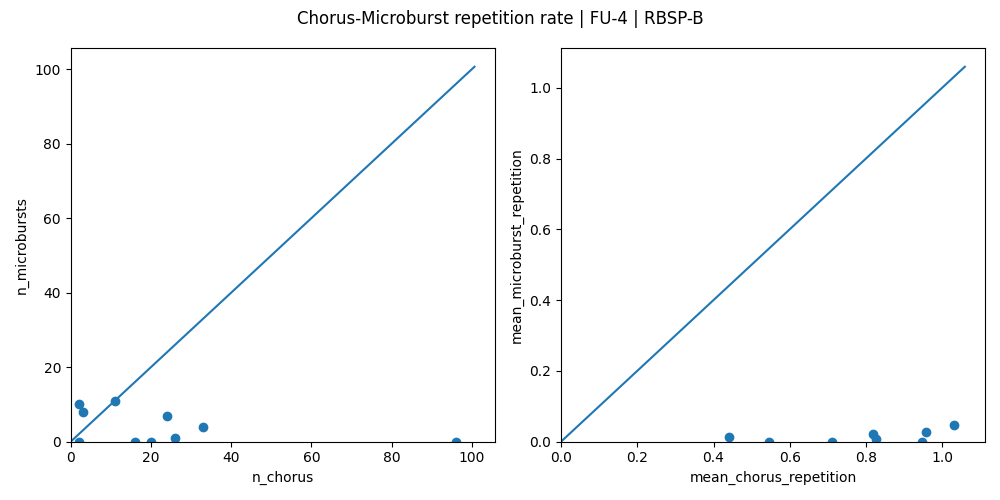 Chorus-Microburst repetition rate | FU-4 | RBSP-B
n_microbursts
100
80
60
40
20
0
0 20 40 60 80 100
n_chorus
mean_microburst_repetition
1.0
0.8
0.6
0.4
0.2
0.0
0.0 0.2 0.4 0.6 0.8 1.0
mean_chorus_repetition